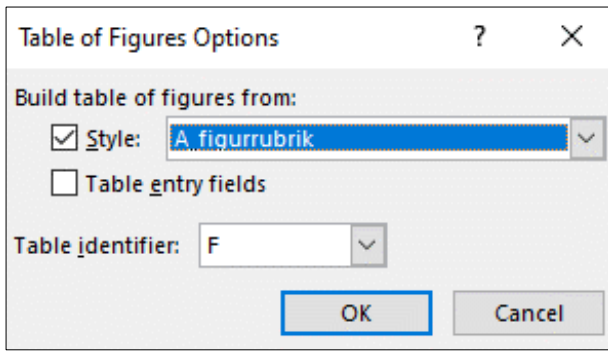 Table of Figures Options ?
Build table of figures from:
Style: A_figurrubrik
Table entry fields
Table identifier: F
OK Cancel